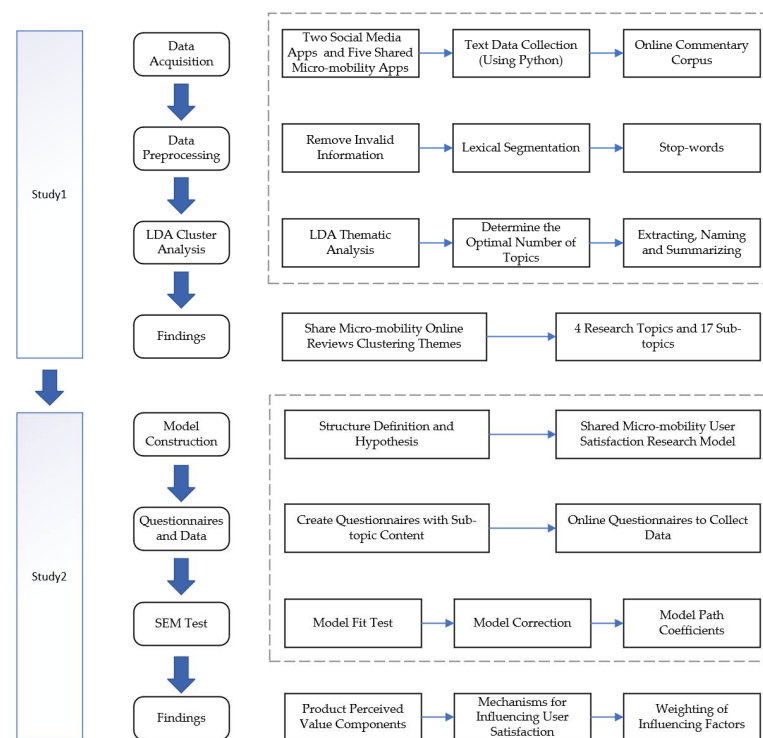 Study1
Data
Acquisition
Two Social Media
Apps and Five Shared
Micro-mobility Apps
Text Data Collection
(Using Python)
Online Commentary
Corpus
Data
Preprocessing
Remove Invalid
Information
Lexical Segmentation
Stop-words
LDA Cluster
Analysis
LDA Thematic
Analysis
Determine the
Optimal Number of
Topics
Extracting, Naming
and Summarizing
Findings
Share Micro-mobility Online
Reviews Clustering Themes
4 Research Topics and 17 Sub-
topics
Study2
Model
Construction
Structure Definition and
Hypothesis
Shared Micro-mobility User
Satisfaction Research Model
Questionnaires
and Data
Create Questionnaires with Sub-
topic Content
Online Questionnaires to Collect
Data
SEM Test
Model Fit Test
Model Correction
Model Path
Coefficients
Findings
Product Perceived
Value Components
Mechanisms for
Influencing User
Satisfaction
Weighting of
Influencing Factors